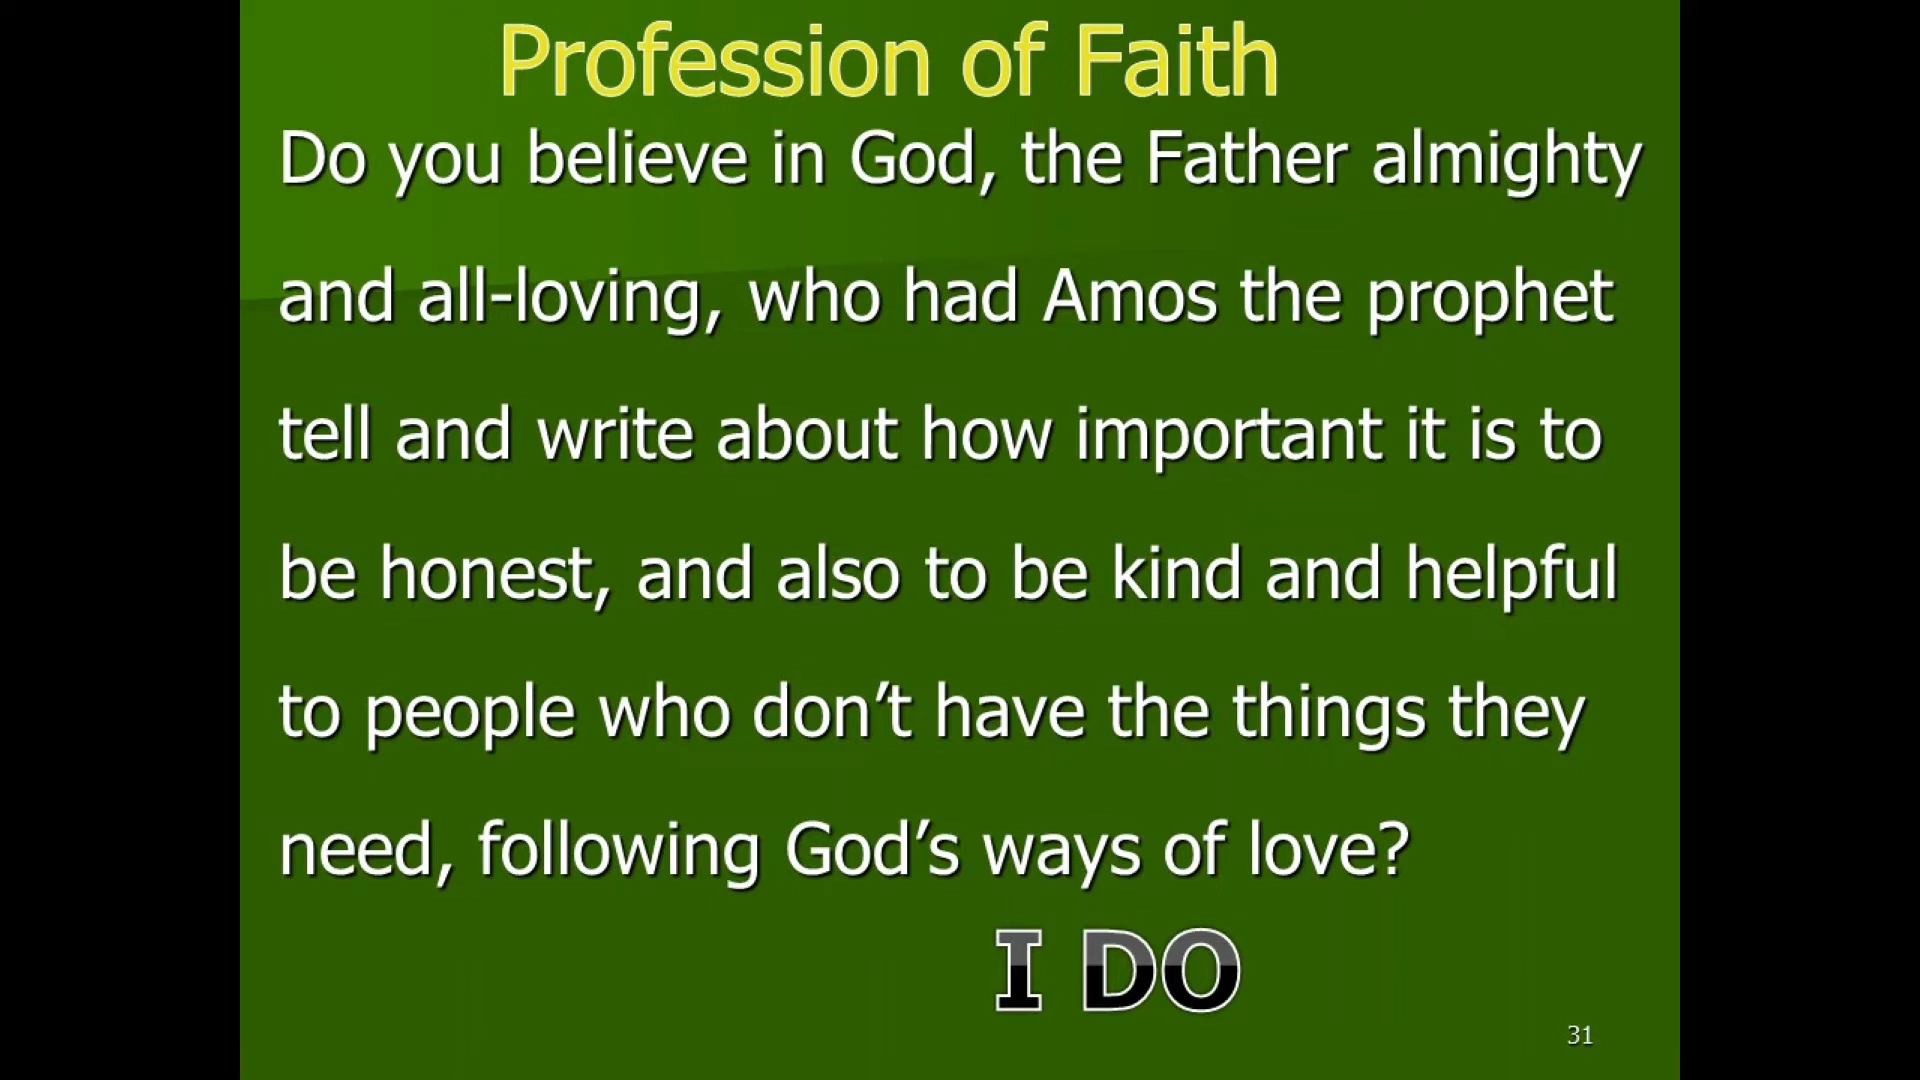 Profession of Faith
Do you believe in God, the Father almighty
and all-loving, who had Amos the prophet
tell and write about how important it is to
be honest, and also to be kind and helpful
to people who don’t have the things they
need, following God’s ways of love?
I DO
31